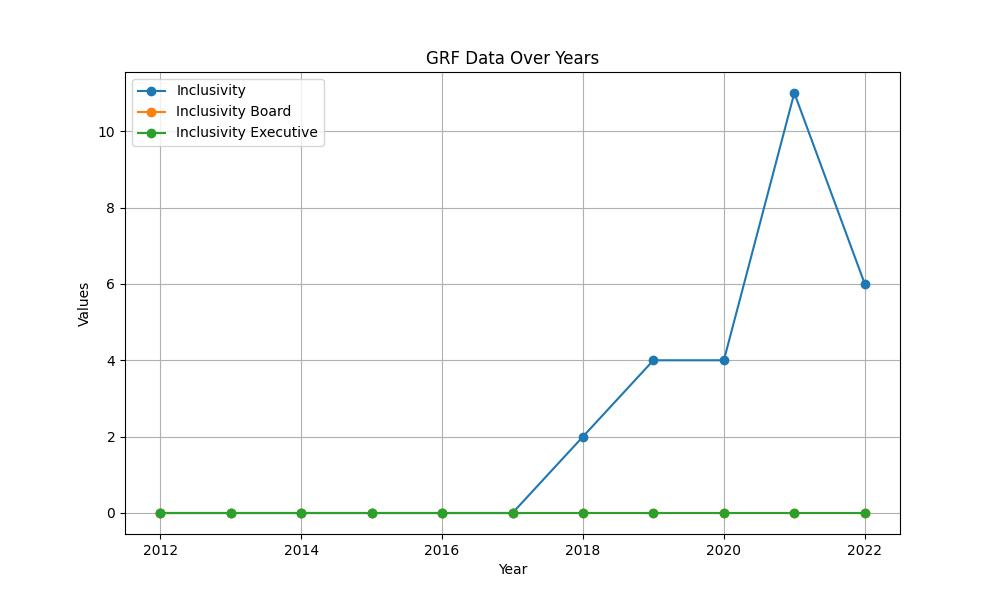 GRF Data Over Years
Inclusivity
Inclusivity Board
Inclusivity Executive
10
8
6
4
2
0
Values
2012 2014 2016 2018 2020 2022
Year